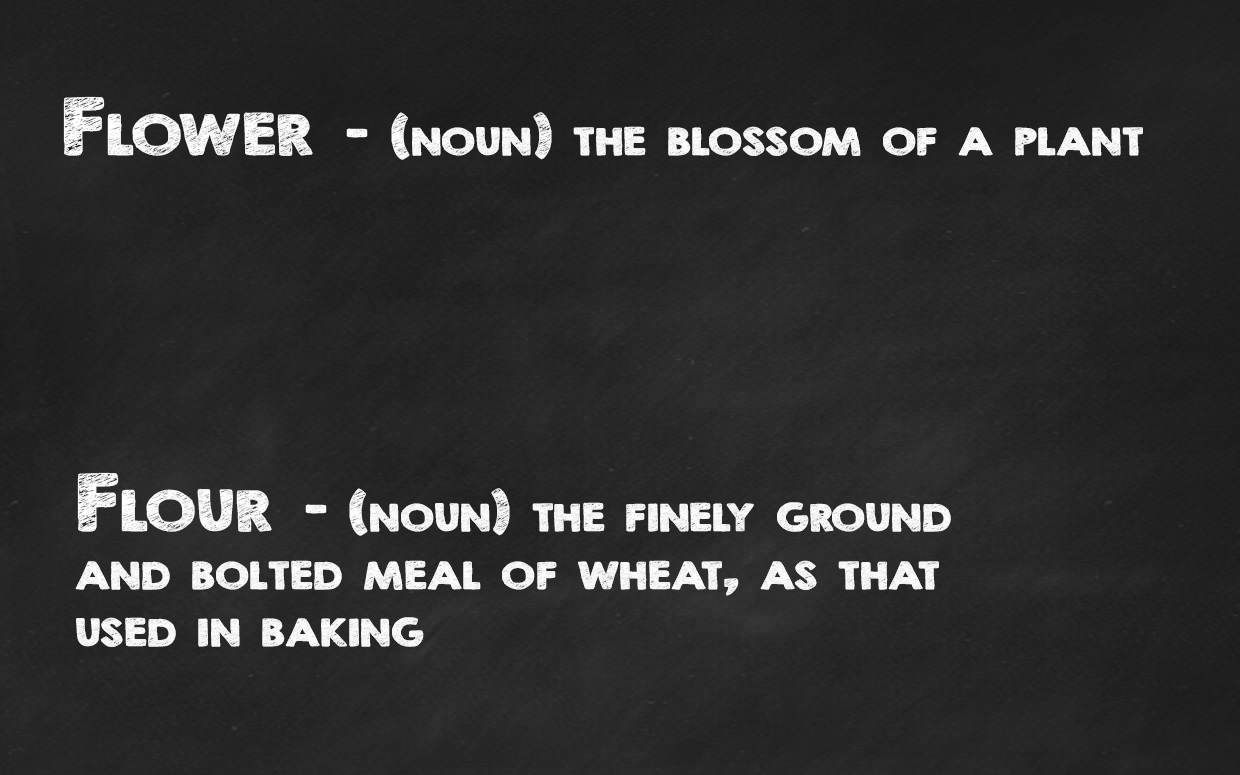 Flower - (noun) the blossom of a plant
Flour - (noun) the finely ground
and bolted meal of wheat, as that
used in baking